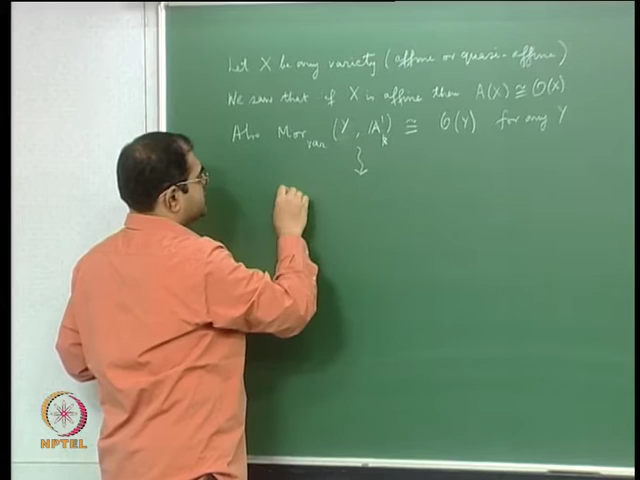 Let X be any variety (affine or quasi-affine)
We saw that if X is affine then A(X) ≅ O(X)
Also Mor_var (Y, A¹_k) ≅ O(Y) for any Y
NPTEL